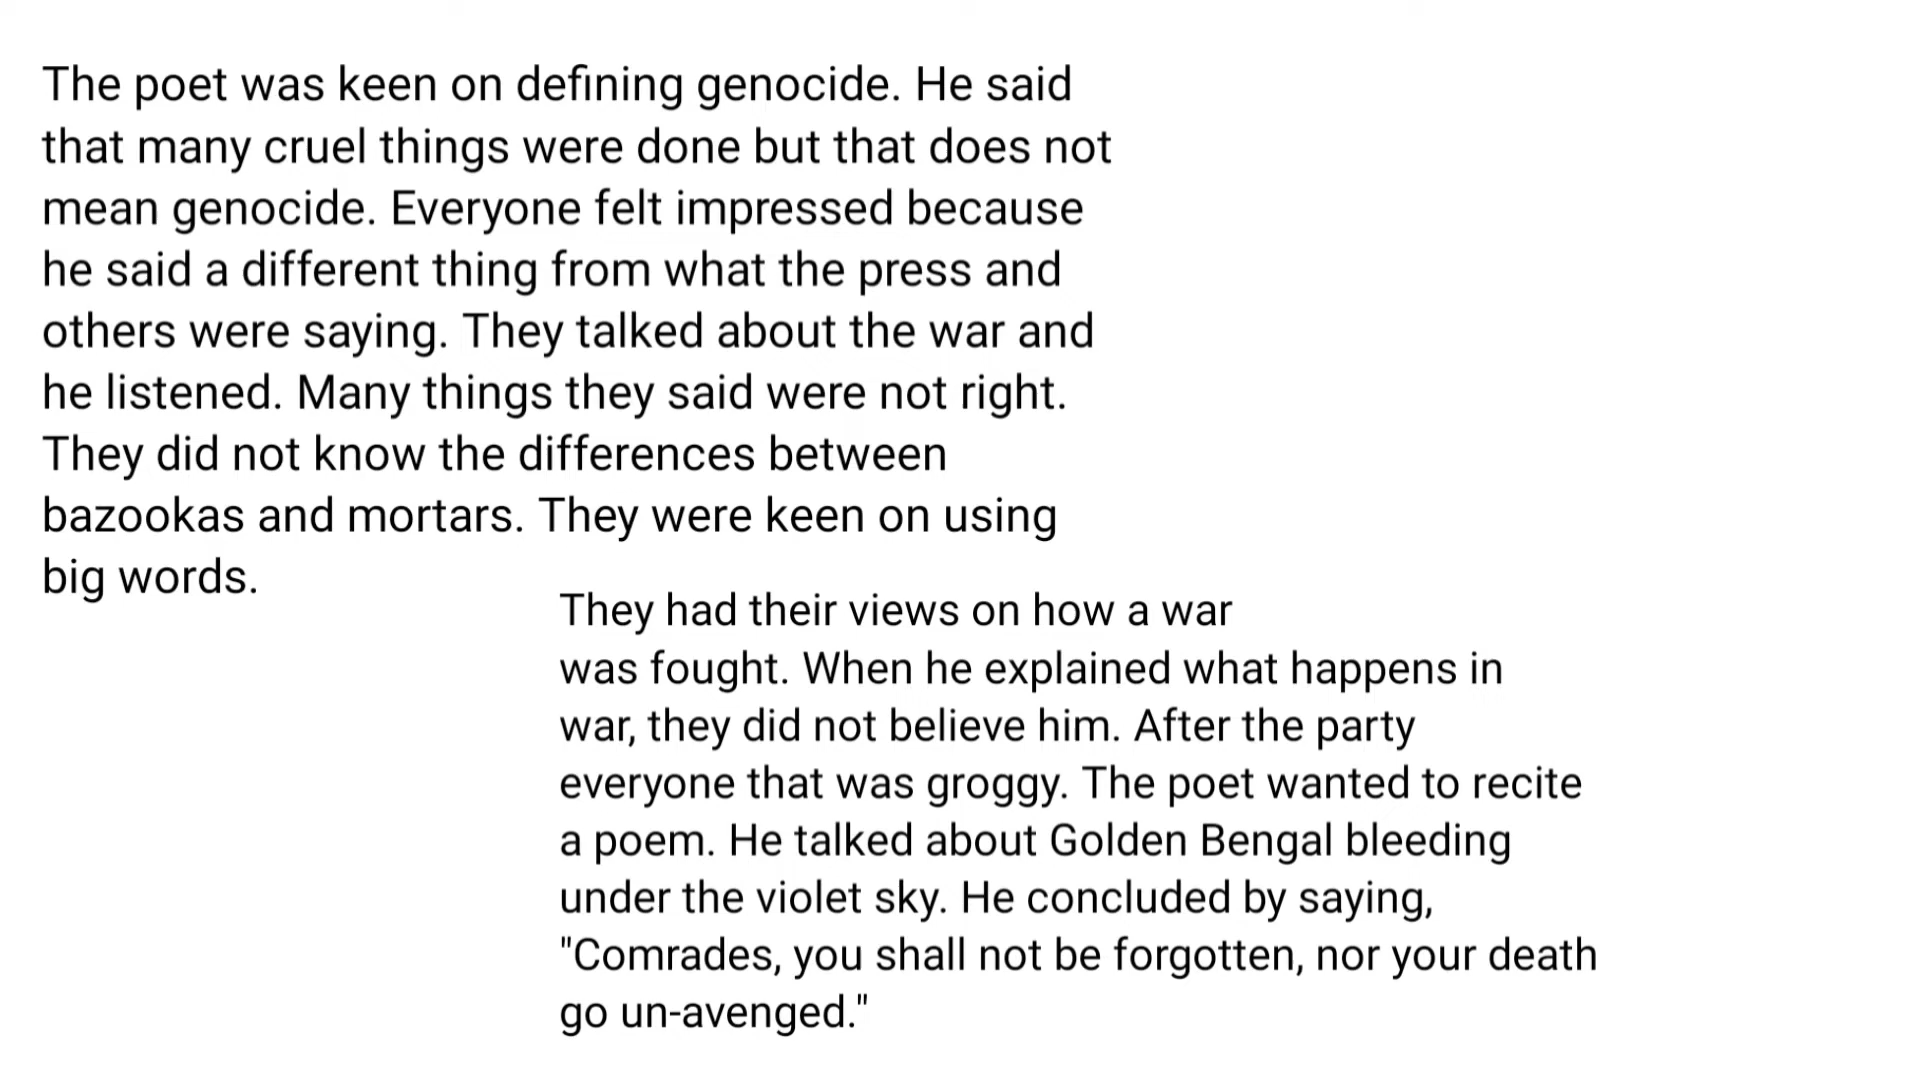 The poet was keen on defining genocide. He said
that many cruel things were done but that does not
mean genocide. Everyone felt impressed because
he said a different thing from what the press and
others were saying. They talked about the war and
he listened. Many things they said were not right.
They did not know the differences between
bazookas and mortars. They were keen on using
big words.
They had their views on how a war
was fought. When he explained what happens in
war, they did not believe him. After the party
everyone that was groggy. The poet wanted to recite
a poem. He talked about Golden Bengal bleeding
under the violet sky. He concluded by saying,
"Comrades, you shall not be forgotten, nor your death
go un-avenged."